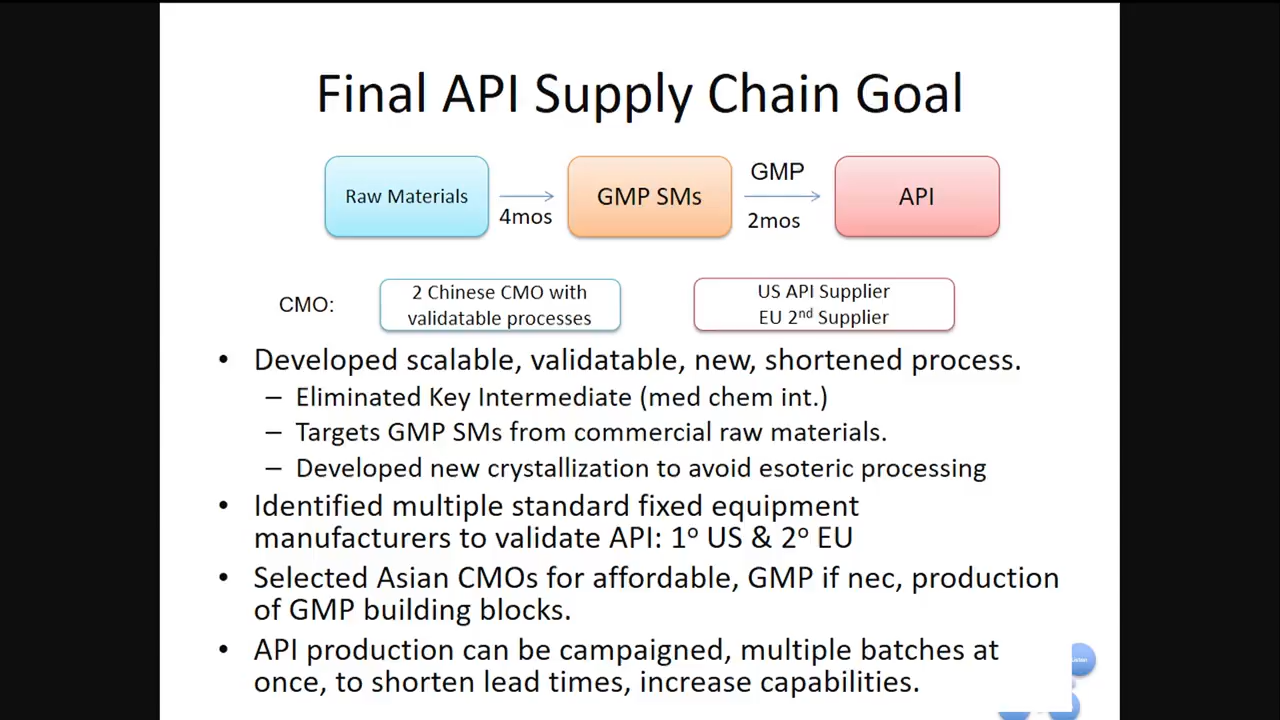 Final API Supply Chain Goal
Raw Materials
4mos
GMP SMs
GMP
2mos
API
CMO:
2 Chinese CMO with
validatable processes
US API Supplier
EU 2nd Supplier
• Developed scalable, validatable, new, shortened process.
– Eliminated Key Intermediate (med chem int.)
– Targets GMP SMs from commercial raw materials.
– Developed new crystallization to avoid esoteric processing
• Identified multiple standard fixed equipment
manufacturers to validate API: 1º US & 2º EU
• Selected Asian CMOs for affordable, GMP if nec, production
of GMP building blocks.
• API production can be campaigned, multiple batches at
once, to shorten lead times, increase capabilities.